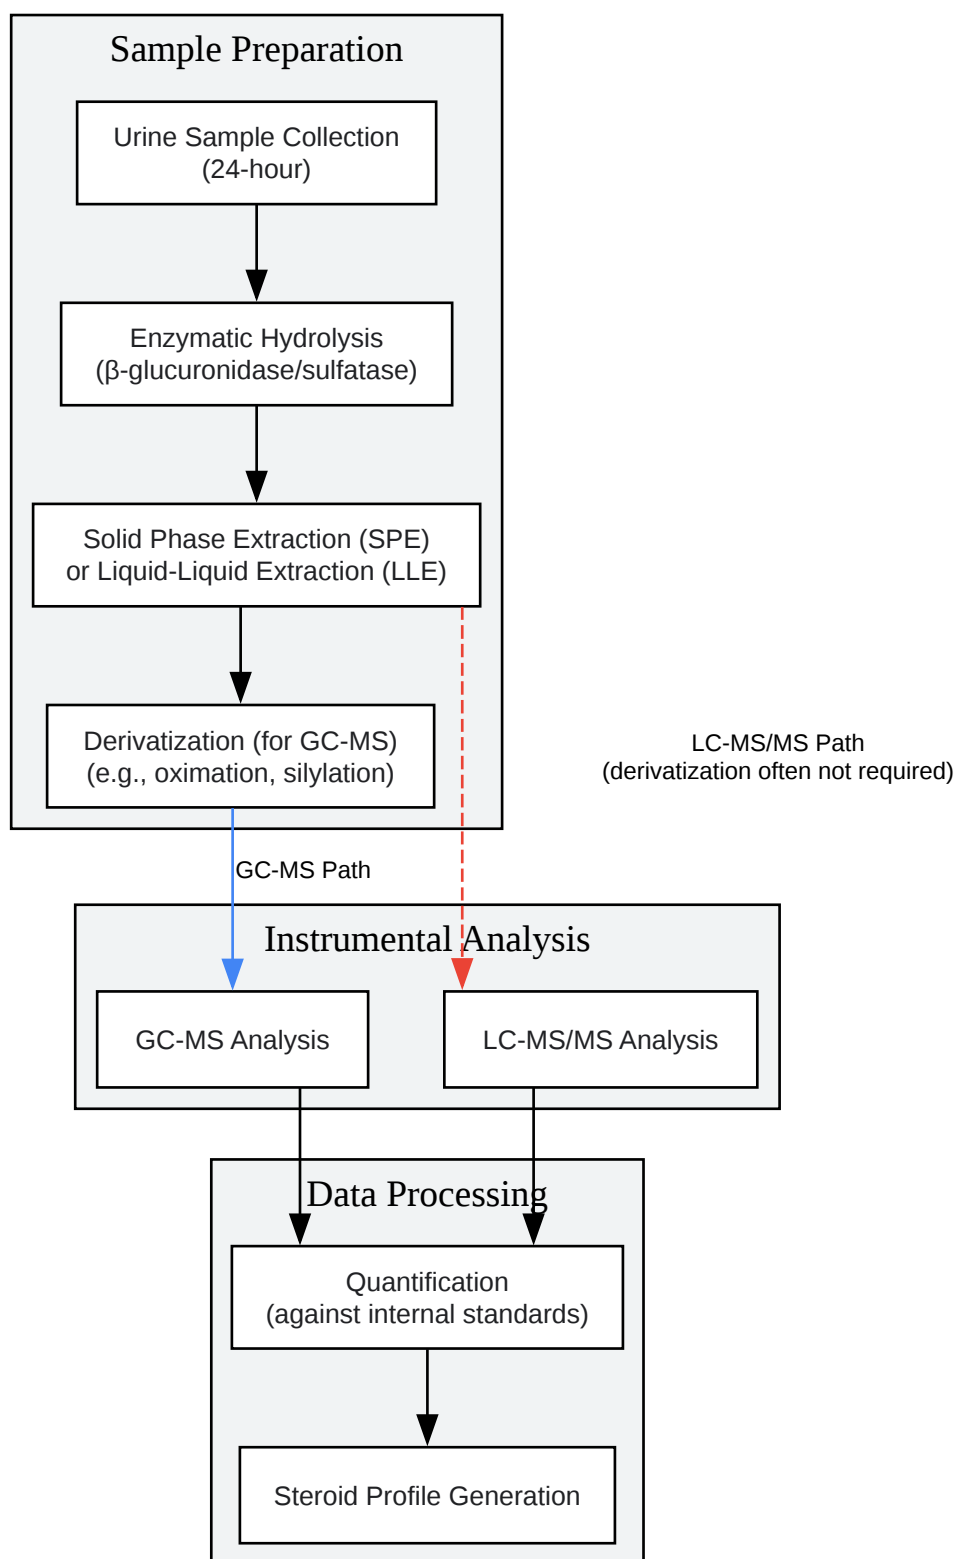 Sample Preparation
Urine Sample Collection
(24-hour)
Enzymatic Hydrolysis
(β-glucuronidase/sulfatase)
Solid Phase Extraction (SPE)
or Liquid-Liquid Extraction (LLE)
Derivatization (for GC-MS)
(e.g., oximation, silylation)
LC-MS/MS Path
(derivatization often not required)
GC-MS Path
Instrumental Analysis
GC-MS Analysis
LC-MS/MS Analysis
Data Processing
Quantification
(against internal standards)
Steroid Profile Generation